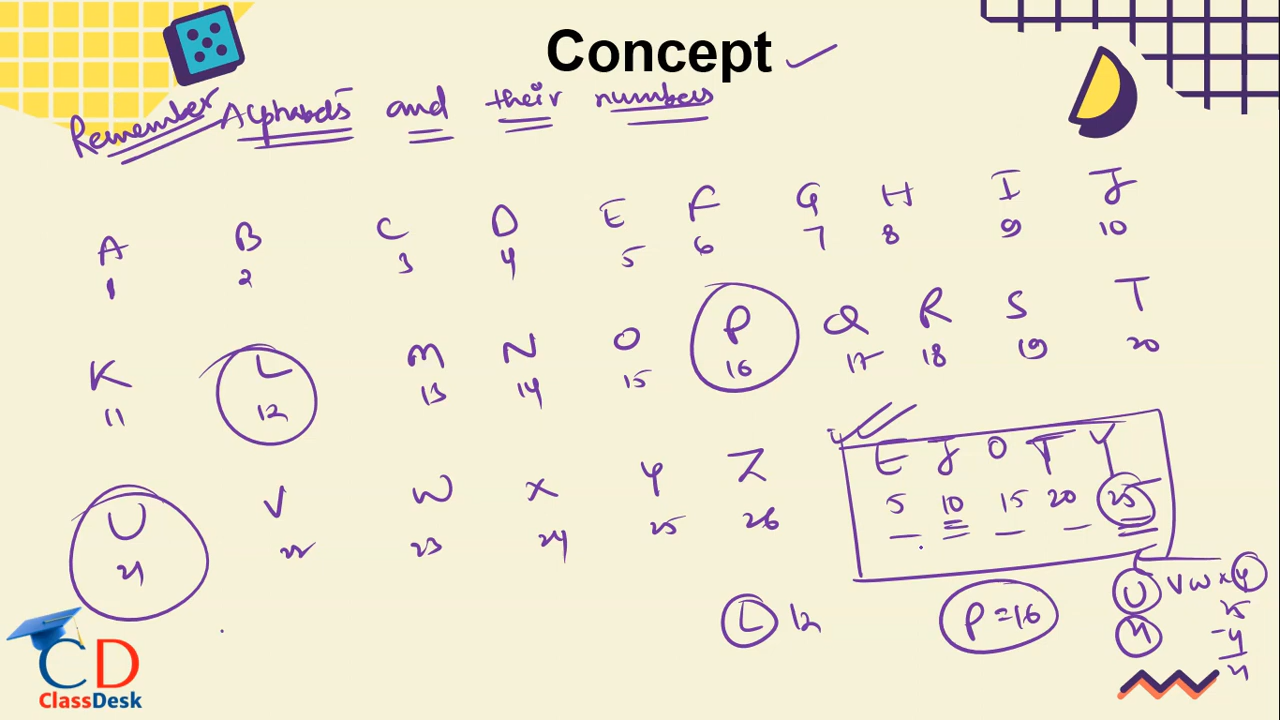 Concept
Remember Alphabets and their numbers
A B C D E F G H I J
1 2 3 4 5 6 7 8 9 10
K L M N O P Q R S T
11 12 13 14 15 16 17 18 19 20
U V W X Y Z
21 22 23 24 25 26
E J O T Y
5 10 15 20 25
L 12
P = 16
U V W X Y
21
25
-4
21
CD
ClassDesk